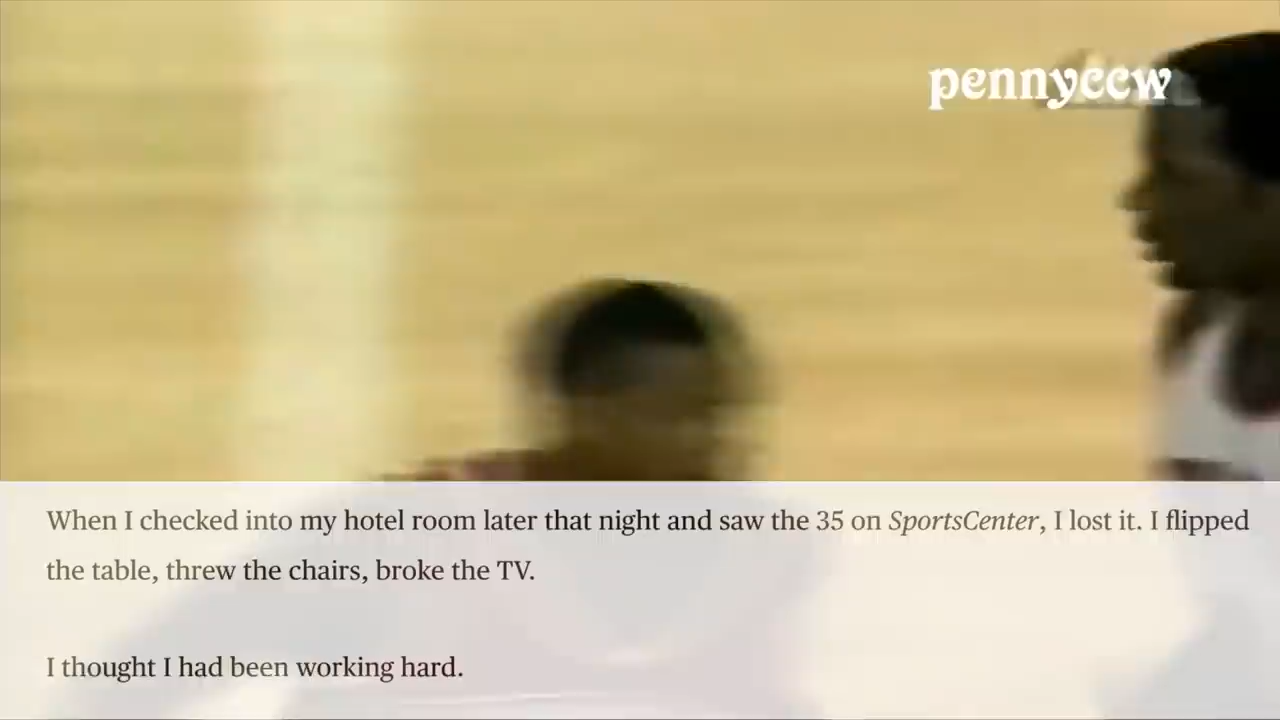 pennyccw
When I checked into my hotel room later that night and saw the 35 on SportsCenter, I lost it. I flipped
the table, threw the chairs, broke the TV.
I thought I had been working hard.